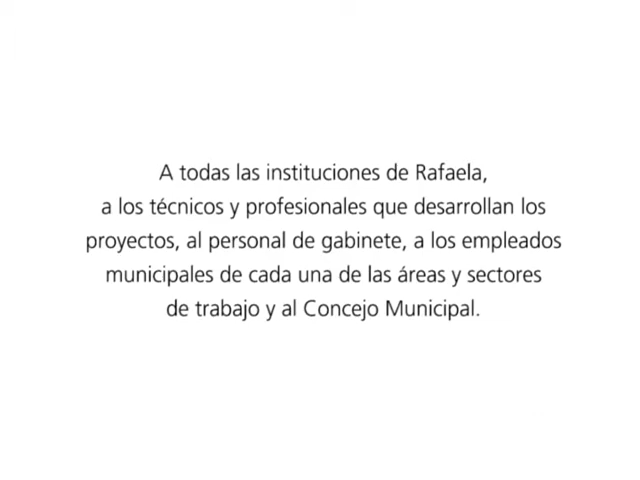 A todas las instituciones de Rafaela,
a los técnicos y profesionales que desarrollan los
proyectos, al personal de gabinete, a los empleados
municipales de cada una de las áreas y sectores
de trabajo y al Concejo Municipal.